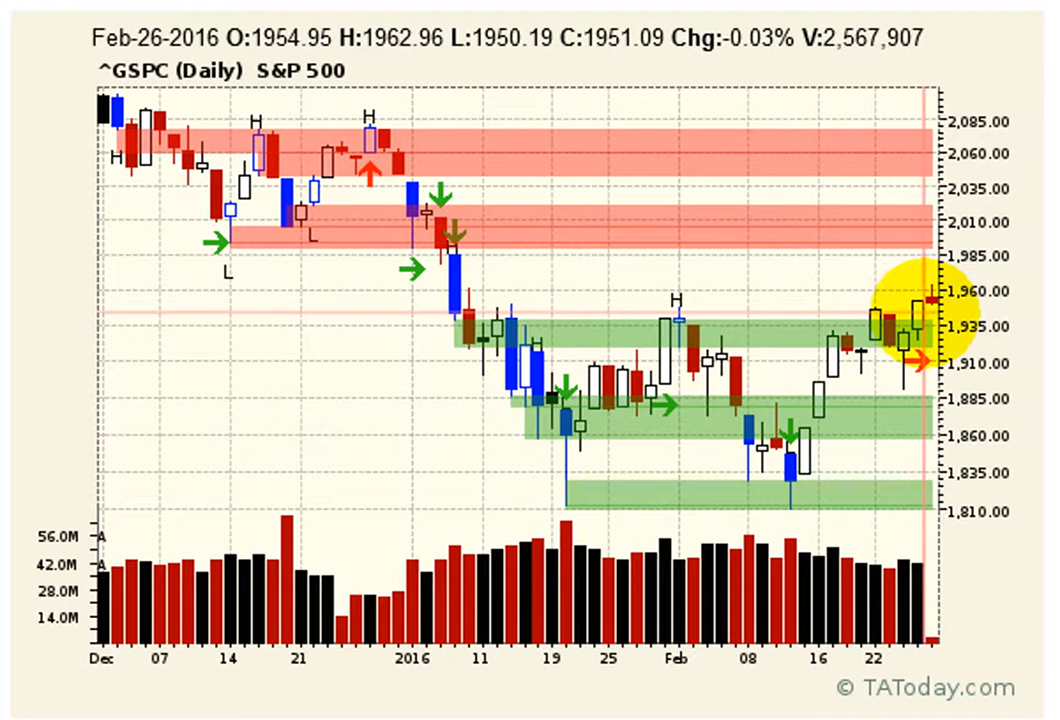 Feb-26-2016 O:1954.95 H:1962.96 L:1950.19 C:1951.09 Chg:-0.03% V:2,567,907
^GSPC (Daily) S&P 500
H
H
H
L
L
H
H
H
2,085.00
2,060.00
2,035.00
2,010.00
1,985.00
1,960.00
1,935.00
1,910.00
1,885.00
1,860.00
1,835.00
1,810.00
56.0M
A
42.0M
A
28.0M
14.0M
Dec 07 14 21 2016 11 19 25 Feb 08 16 22
© TAToday.com